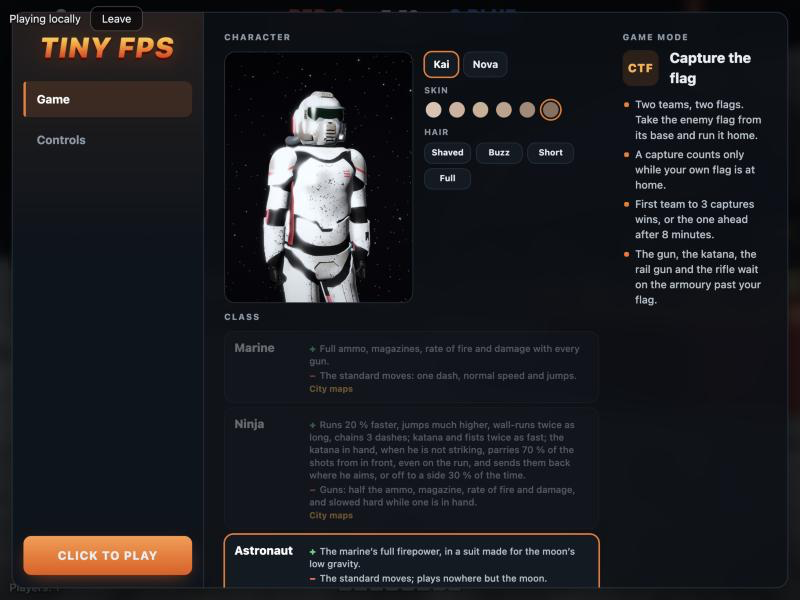 Playing locally
Leave
TINY FPS
Game
Controls
CLICK TO PLAY
CHARACTER
Kai
Nova
SKIN
HAIR
Shaved
Buzz
Short
Full
CLASS
Marine
+ Full ammo, magazines, rate of fire and damage with every
gun.
– The standard moves: one dash, normal speed and jumps.
City maps
Ninja
+ Runs 20 % faster, jumps much higher, wall-runs twice as
long, chains 3 dashes; katana and fists twice as fast; the
katana in hand, when he is not striking, parries 70 % of the
shots from in front, even on the run, and sends them back
where he aims, or off to a side 30 % of the time.
– Guns: half the ammo, magazine, rate of fire and damage,
and slowed hard while one is in hand.
City maps
Astronaut
+ The marine's full firepower, in a suit made for the moon's
low gravity.
– The standard moves; plays nowhere but the moon.
GAME MODE
CTF
Capture the
flag
Two teams, two flags.
Take the enemy flag from
its base and run it home.
A capture counts only
while your own flag is at
home.
First team to 3 captures
wins, or the one ahead
after 8 minutes.
The gun, the katana, the
rail gun and the rifle wait
on the armoury past your
flag.